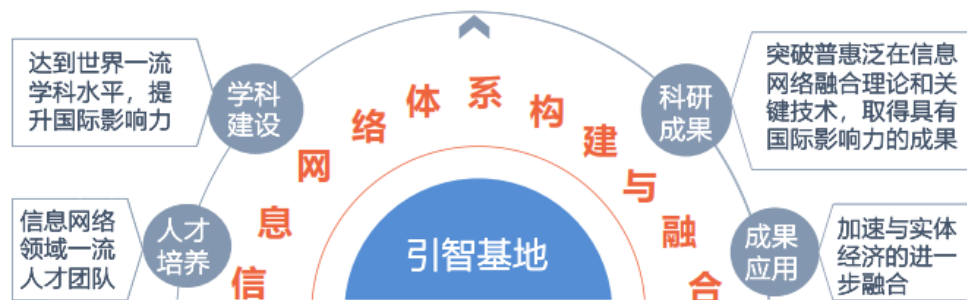 达到世界一流
学科水平，提
升国际影响力
学科
建设
信息网络体系构建与融合
科研
成果
突破普惠泛在信息
网络融合理论和关
键技术，取得具有
国际影响力的成果
信息网络
领域一流
人才团队
人才
培养
引智基地
成果
应用
加速与实体
经济的进一
步融合